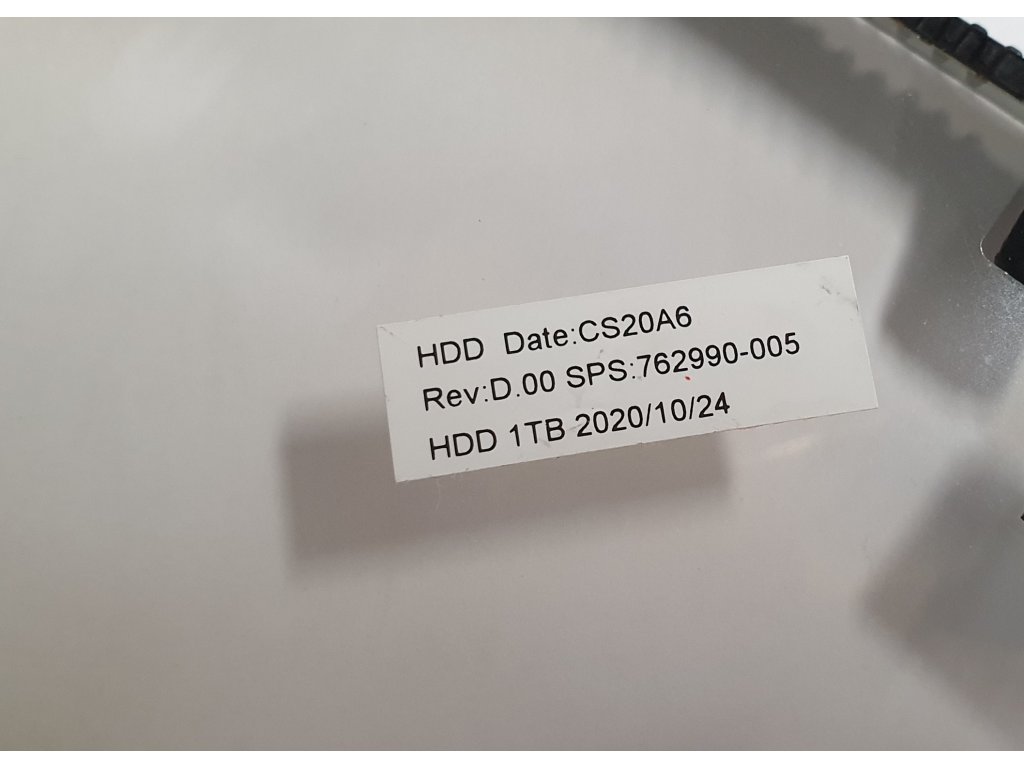 HDD Date:CS20A6
Rev:D.00 SPS:762990-005
HDD 1TB 2020/10/24